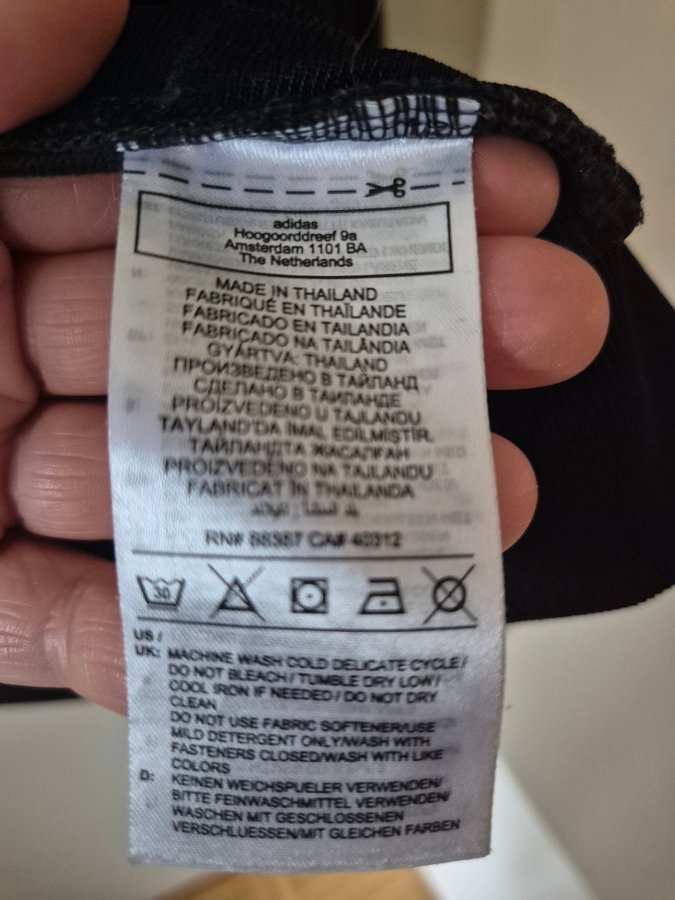 adidas
Hoogoorddreef 9a
Amsterdam 1101 BA
The Netherlands
MADE IN THAILAND
FABRIQUÉ EN THAÏLANDE
FABRICADO EN TAILANDIA
FABRICADO NA TAILÂNDIA
GYÁRTVA: THAILAND
ПРОИЗВЕДЕНО В ТАЙЛАНД
СДЕЛАНО В ТАИЛАНДЕ
PROIZVEDENO U TAJLANDU
TAYLAND'DA İMAL EDİLMİŞTİR.
ТАЙЛАНДТА ЖАСАЛҒАН
PROIZVEDENO NA TAJLANDU
FABRICAT ÎN THAILANDA
RN# 88387 CA# 40312
30
US /
UK: MACHINE WASH COLD DELICATE CYCLE/
DO NOT BLEACH/TUMBLE DRY LOW/
COOL IRON IF NEEDED/DO NOT DRY
CLEAN
DO NOT USE FABRIC SOFTENER/USE
MILD DETERGENT ONLY/WASH WITH
FASTENERS CLOSED/WASH WITH LIKE
COLORS
D: KEINEN WEICHSPUELER VERWENDEN/
BITTE FEINWASCHMITTEL VERWENDEN/
WASCHEN MIT GESCHLOSSENEN
VERSCHLUESSEN/MIT GLEICHEN FARBEN